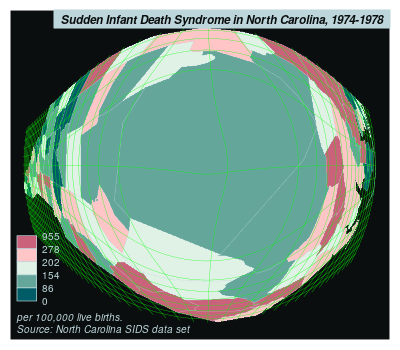 Sudden Infant Death Syndrome in North Carolina, 1974-1978
955
278
202
154
86
0
per 100,000 live births.
Source: North Carolina SIDS data set